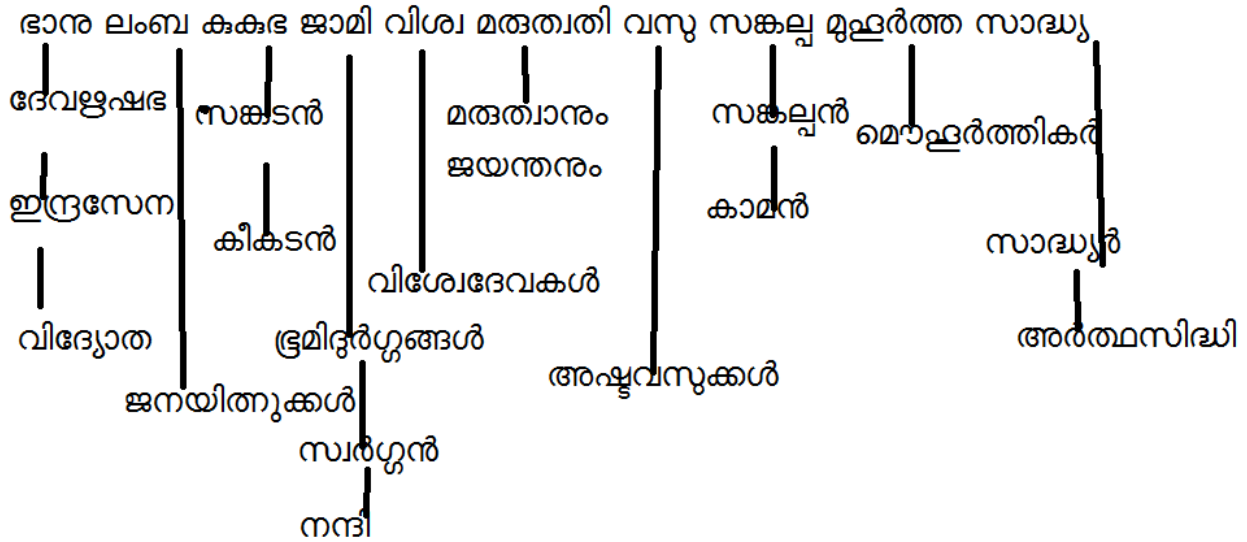 ഭാനു ലംബ കുകുഭ ജാമി വിശ്വ മരുത്വതി വസു സങ്കല്പ മുഹൂർത്ത സാദ്ധ്യ
ദേവഋഷഭ
സങ്കടൻ
മരുത്വാനും
സങ്കല്പൻ
മൌഹൂർത്തികർ
ജയന്തനും
ഇന്ദ്രസേന
കാമൻ
കീകടൻ
സാദ്ധ്യർ
വിശ്വേദേവകൾ
വിദ്യോത
ഭൂമിദുർഗ്ഗങ്ങൾ
അർത്ഥസിദ്ധി
അഷ്ടവസുക്കൾ
ജനയിത്നുക്കൾ
സ്വർഗ്ഗൻ
നന്ദി